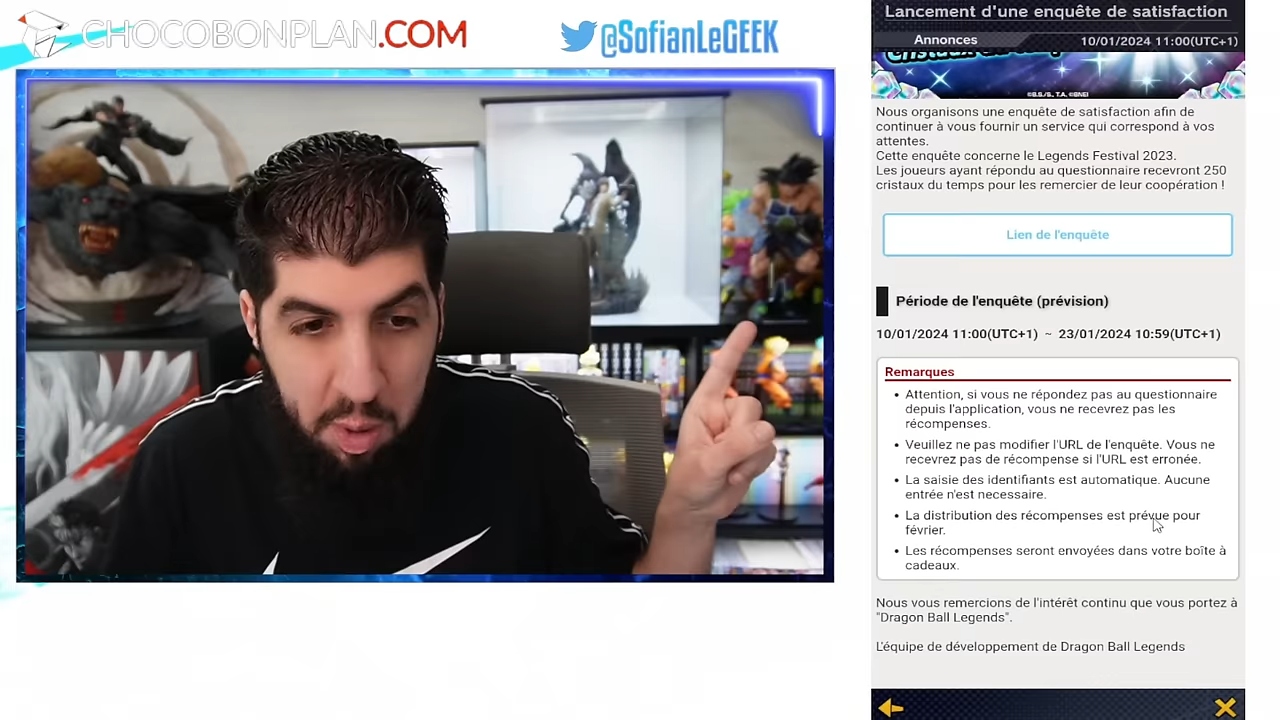 CHOCOBONPLAN.COM
@SofianLeGEEK
Lancement d'une enquête de satisfaction
Annonces
10/01/2024 11:00(UTC+1)
©B.S./S., T.A. ©BNEI
Nous organisons une enquête de satisfaction afin de
continuer à vous fournir un service qui correspond à vos
attentes.
Cette enquête concerne le Legends Festival 2023.
Les joueurs ayant répondu au questionnaire recevront 250
cristaux du temps pour les remercier de leur coopération !
Lien de l'enquête
Période de l'enquête (prévision)
10/01/2024 11:00(UTC+1) ~ 23/01/2024 10:59(UTC+1)
Remarques
• Attention, si vous ne répondez pas au questionnaire
depuis l'application, vous ne recevrez pas les
récompenses.
• Veuillez ne pas modifier l'URL de l'enquête. Vous ne
recevrez pas de récompense si l'URL est erronée.
• La saisie des identifiants est automatique. Aucune
entrée n'est necessaire.
• La distribution des récompenses est prévue pour
février.
• Les récompenses seront envoyées dans votre boîte à
cadeaux.
Nous vous remercions de l'intérêt continu que vous portez à
"Dragon Ball Legends".
L'équipe de développement de Dragon Ball Legends